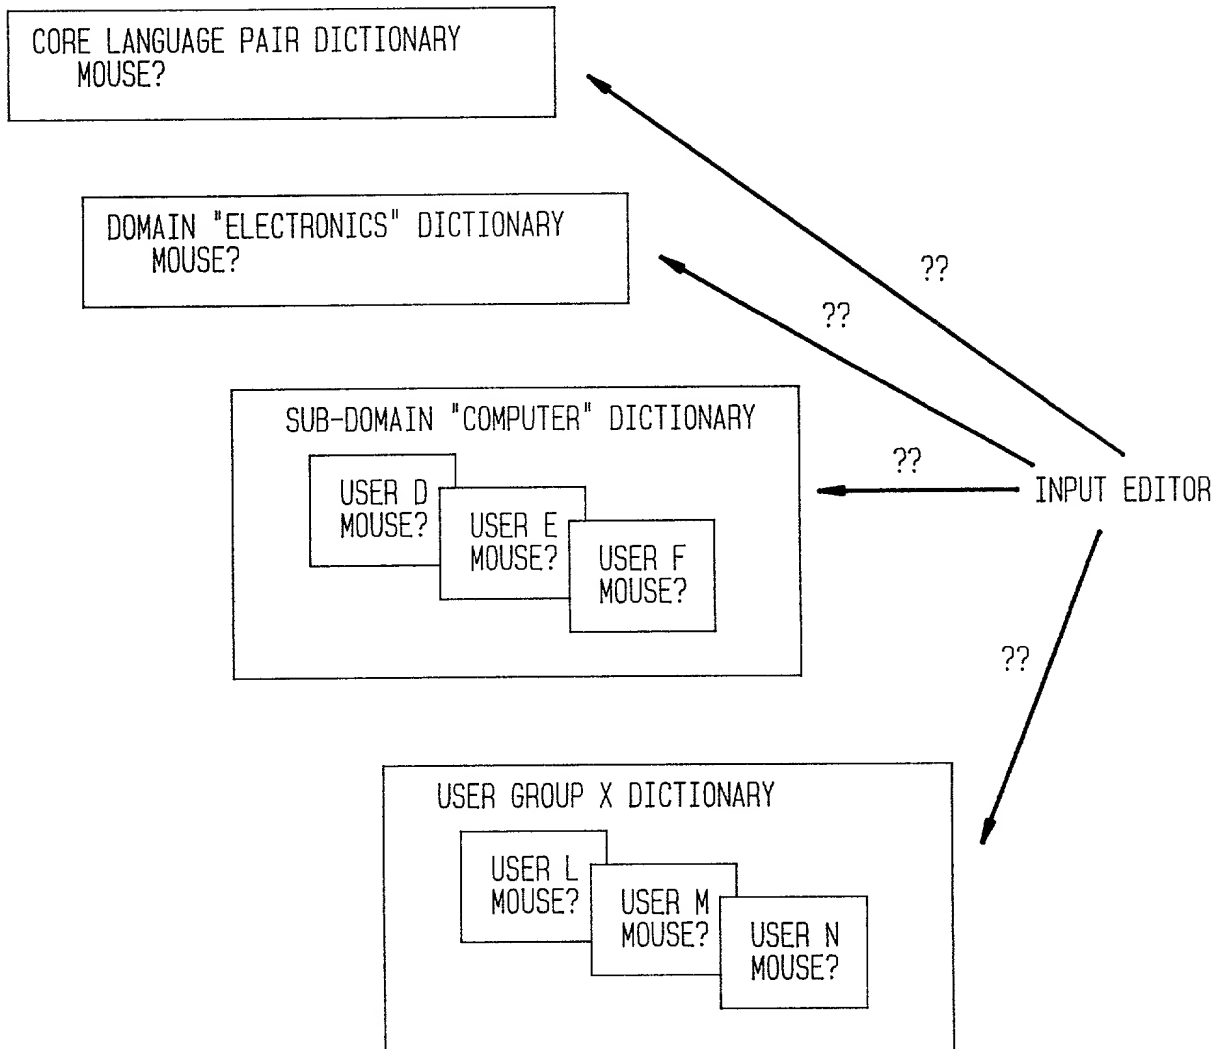 CORE LANGUAGE PAIR DICTIONARY
MOUSE?
DOMAIN "ELECTRONICS" DICTIONARY
MOUSE?
??
??
SUB-DOMAIN "COMPUTER" DICTIONARY
USER D
MOUSE?
USER E
MOUSE?
USER F
MOUSE?
??
INPUT EDITOR
??
USER GROUP X DICTIONARY
USER L
MOUSE?
USER M
MOUSE?
USER N
MOUSE?